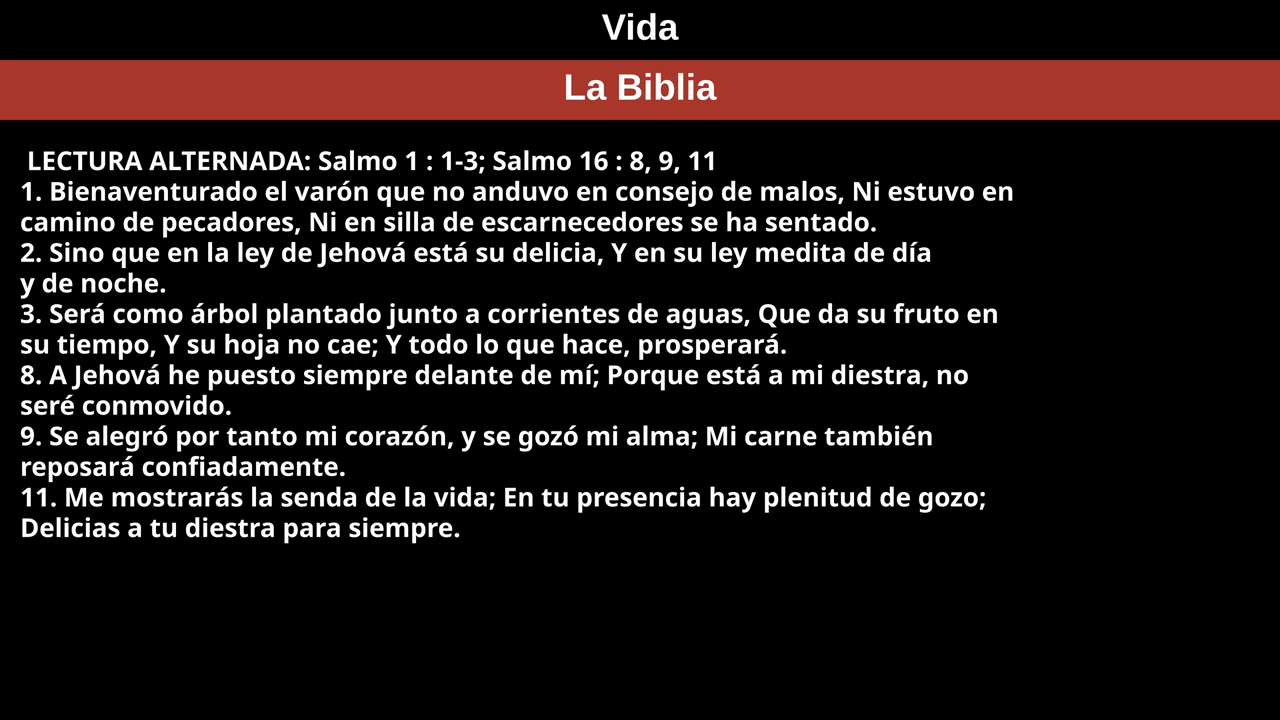 Vida
La Biblia
LECTURA ALTERNADA: Salmo 1 : 1-3; Salmo 16 : 8, 9, 11
1. Bienaventurado el varón que no anduvo en consejo de malos, Ni estuvo en
camino de pecadores, Ni en silla de escarnecedores se ha sentado.
2. Sino que en la ley de Jehová está su delicia, Y en su ley medita de día
y de noche.
3. Será como árbol plantado junto a corrientes de aguas, Que da su fruto en
su tiempo, Y su hoja no cae; Y todo lo que hace, prosperará.
8. A Jehová he puesto siempre delante de mí; Porque está a mi diestra, no
seré conmovido.
9. Se alegró por tanto mi corazón, y se gozó mi alma; Mi carne también
reposará confiadamente.
11. Me mostrarás la senda de la vida; En tu presencia hay plenitud de gozo;
Delicias a tu diestra para siempre.